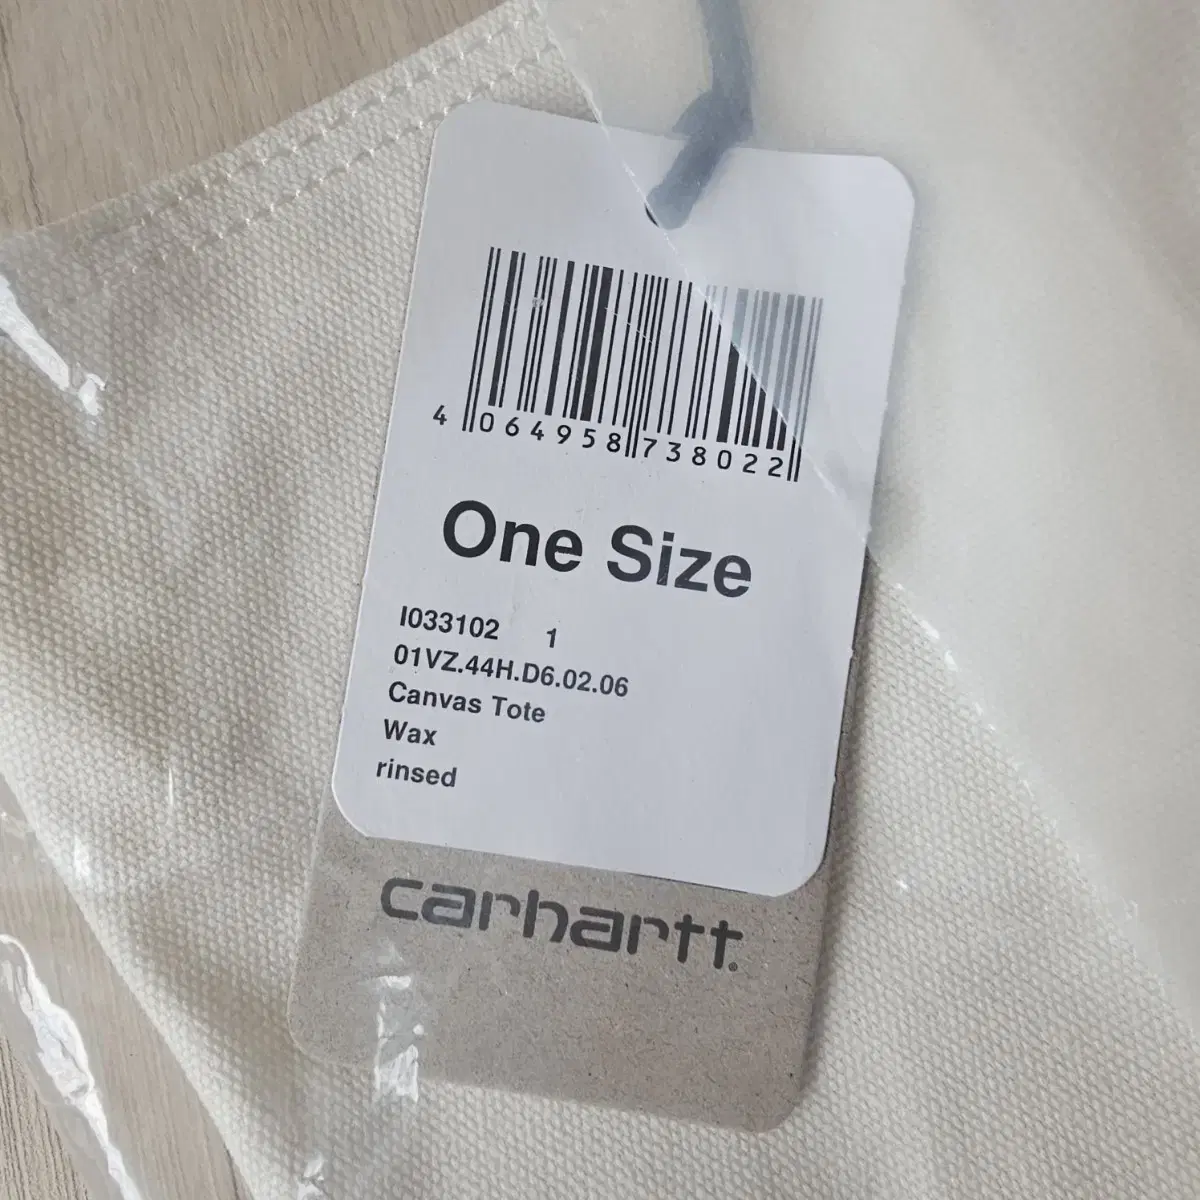 4 064958 738022
One Size
I033102 1
01VZ.44H.D6.02.06
Canvas Tote
Wax
rinsed
carhartt.